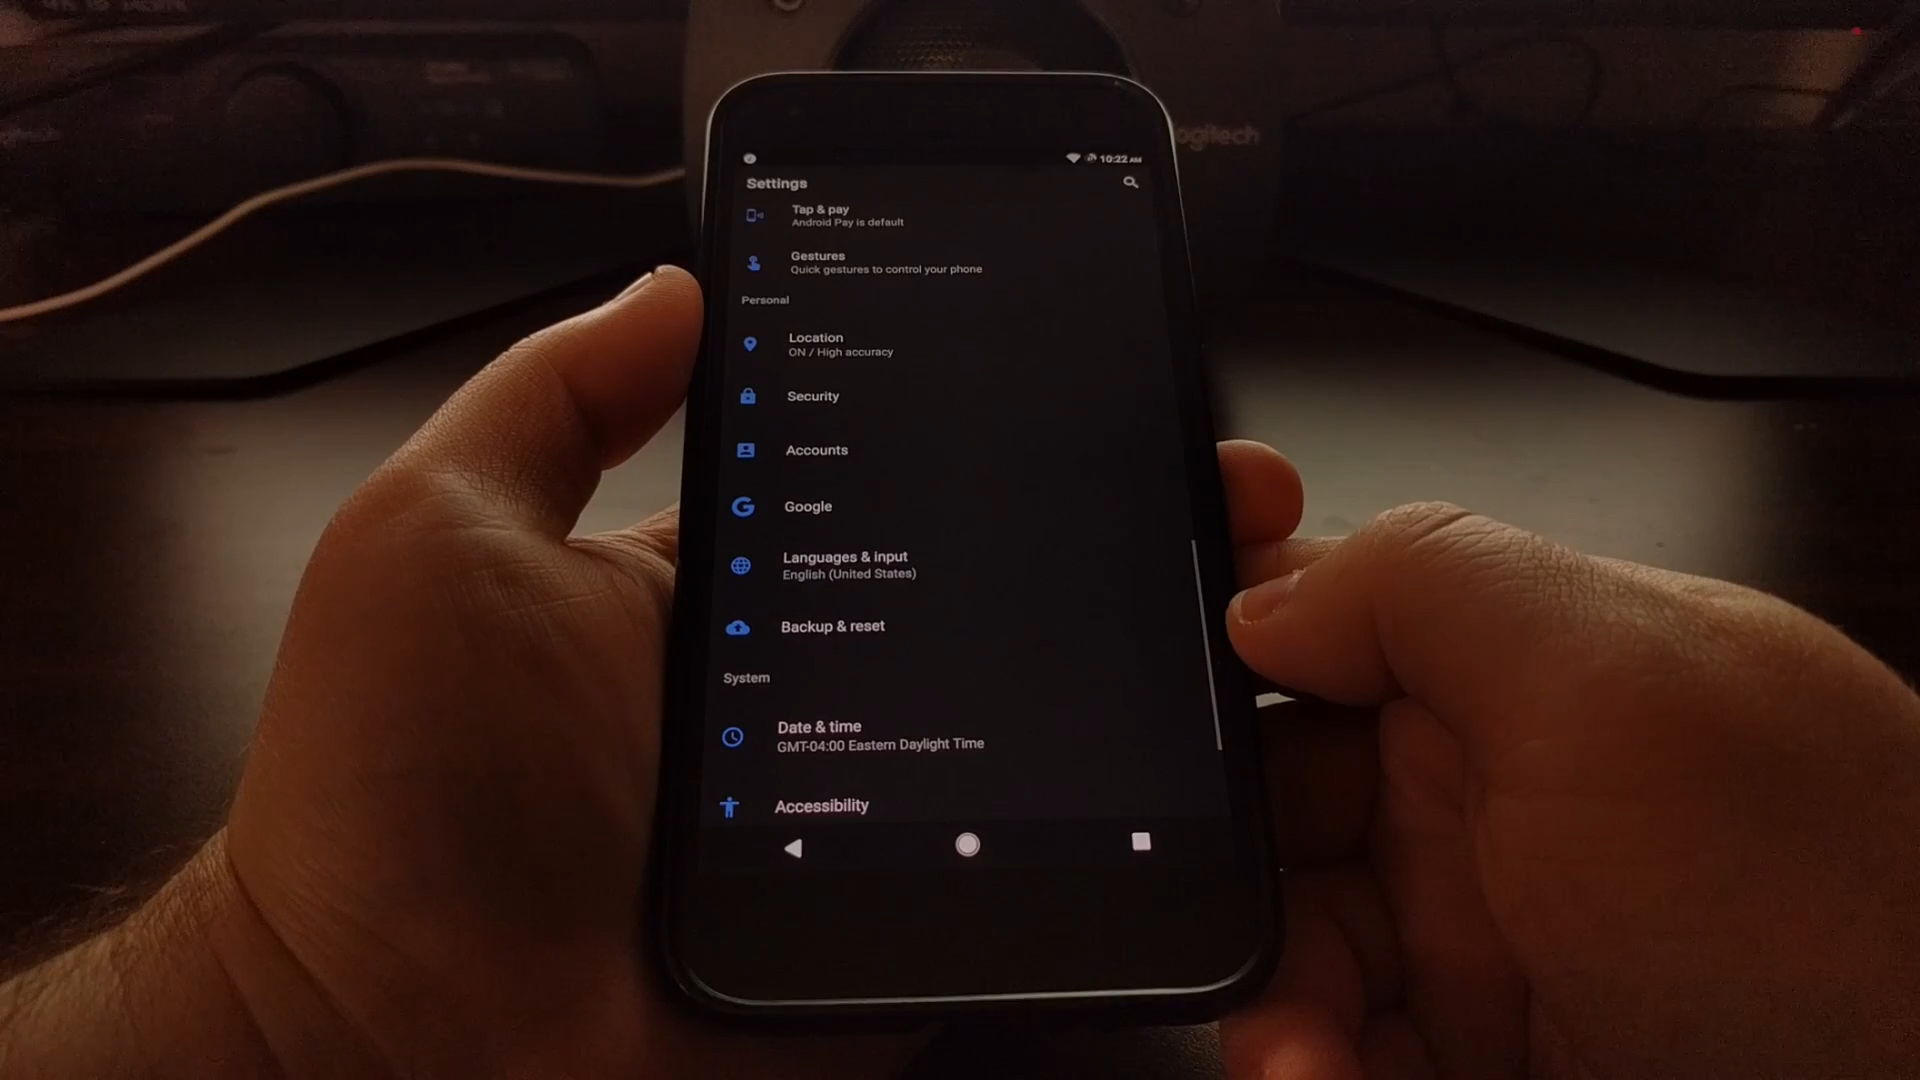 ogitech
10:22 AM
Settings
Tap & pay
Android Pay is default
Gestures
Quick gestures to control your phone
Personal
Location
ON / High accuracy
Security
Accounts
Google
Languages & input
English (United States)
Backup & reset
System
Date & time
GMT-04:00 Eastern Daylight Time
Accessibility